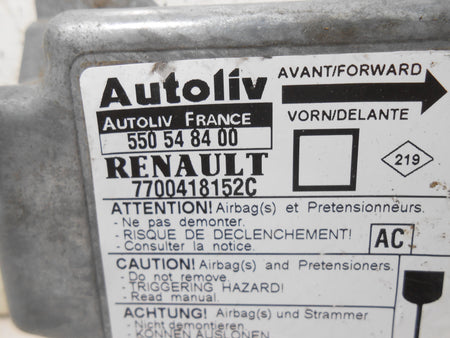 Autoliv
AVANT/FORWARD
AUTOLIV FRANCE
VORN/DELANTE
550 54 84 00
RENAULT
219
7700418152C
ATTENTION! Airbag(s) et Pretensionneurs.
- Ne pas demonter.
- RISQUE DE DECLENCHEMENT!
- Consulter la notice.
AC
CAUTION! Airbag(s) and Pretensioners.
- Do not remove.
- TRIGGERING HAZARD!
- Read manual.
ACHTUNG! Airbag(s) und Strammer
- Nicht demontieren
- KÖNNEN AUSLÖSEN